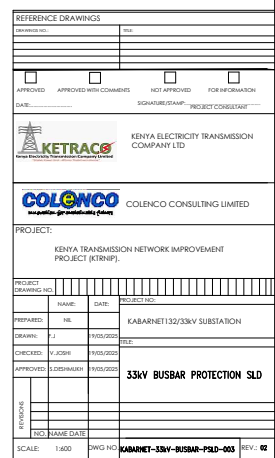 REFERENCE DRAWINGS
DRAWINGS NO.: TITLE:
APPROVED APPROVED WITH COMMENTS NOT APPROVED FOR INFORMATION
DATE: SIGNATURE/STAMP:
PROJECT CONSULTANT
KETRACO
Kenya Electricity Transmission Company Limited
KENYA ELECTRICITY TRANSMISSION
COMPANY LTD
COLENCO
COLENCO CONSULTING LIMITED
PROJECT:
KENYA TRANSMISSION NETWORK IMPROVEMENT
PROJECT (KTRNIP).
PROJECT
DRAWING NO.
NAME: DATE: PROJECT NO:
PREPARED: NIL KABARNET132/33kV SUBSTATION
DRAWN: F.J 19/05/2025
TITLE:
CHECKED: V.JOSHI 19/05/2025
APPROVED: S.DESHMUKH 19/05/2025
33kV BUSBAR PROTECTION SLD
REVISIONS
NO. NAME DATE
SCALE: 1:600 DWG NO. KABARNET-33kV-BUSBAR-PSLD-003 REV.: 02